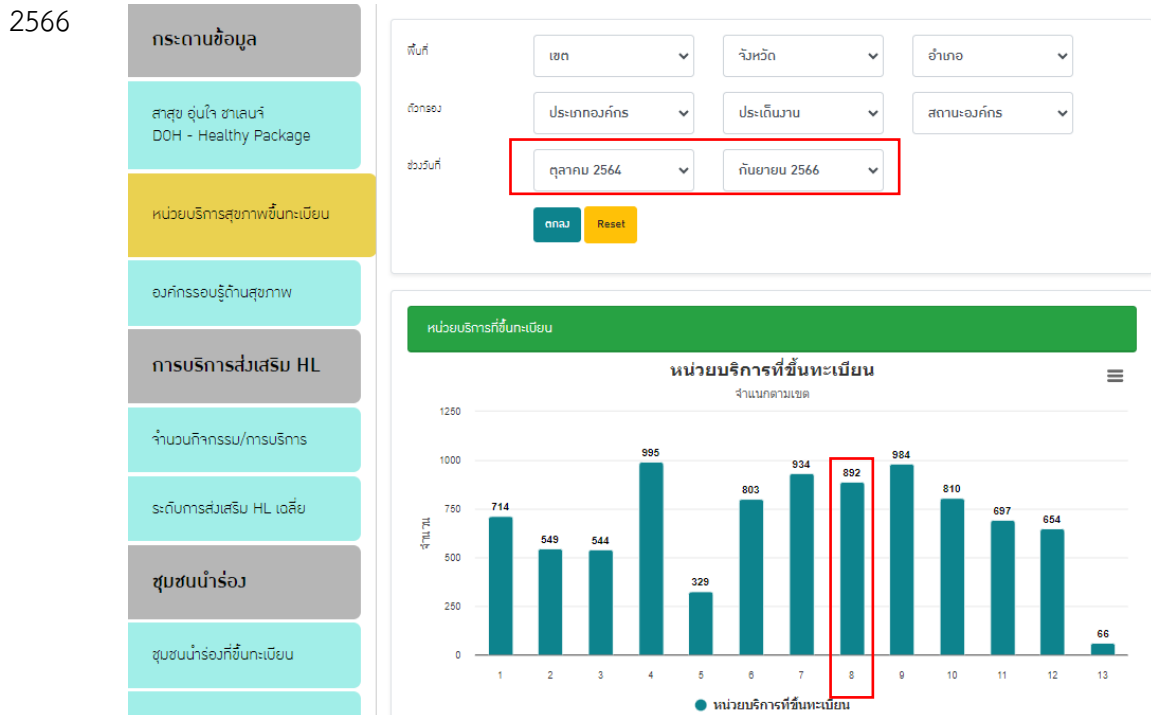 2566
กระดานข้อมูล
สาสุข อุ่นใจ ชาเลนจ์
DOH - Healthy Package
หน่วยบริการสุขภาพขึ้นทะเบียน
องค์กรรอบรู้ด้านสุขภาพ
การบริการส่งเสริม HL
จำนวนกิจกรรม/การบริการ
ระดับการส่งเสริม HL เฉลี่ย
ชุมชนนำร่อง
ชุมชนนำร่องที่ขึ้นทะเบียน
พื้นที่ เขต จังหวัด อำเภอ
ตัวกรอง ประเภทองค์กร ประเด็นงาน สถานะองค์กร
ช่วงวันที่ ตุลาคม 2564 กันยายน 2566
ตกลง Reset
หน่วยบริการที่ขึ้นทะเบียน
หน่วยบริการที่ขึ้นทะเบียน
จำแนกตามเขต
จำนวน
1250
1000
750
500
250
0
714 549 544 995 329 803 934 892 984 810 697 654 66
1 2 3 4 5 6 7 8 9 10 11 12 13
หน่วยบริการที่ขึ้นทะเบียน